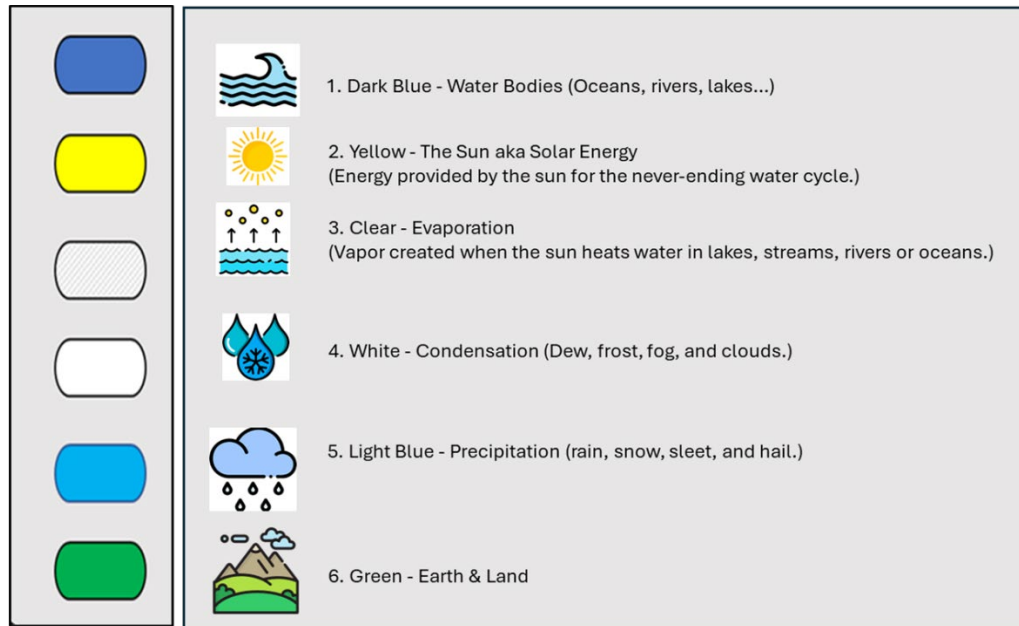 1. Dark Blue - Water Bodies (Oceans, rivers, lakes...)
2. Yellow - The Sun aka Solar Energy
(Energy provided by the sun for the never-ending water cycle.)
3. Clear - Evaporation
(Vapor created when the sun heats water in lakes, streams, rivers or oceans.)
4. White - Condensation (Dew, frost, fog, and clouds.)
5. Light Blue - Precipitation (rain, snow, sleet, and hail.)
6. Green - Earth & Land